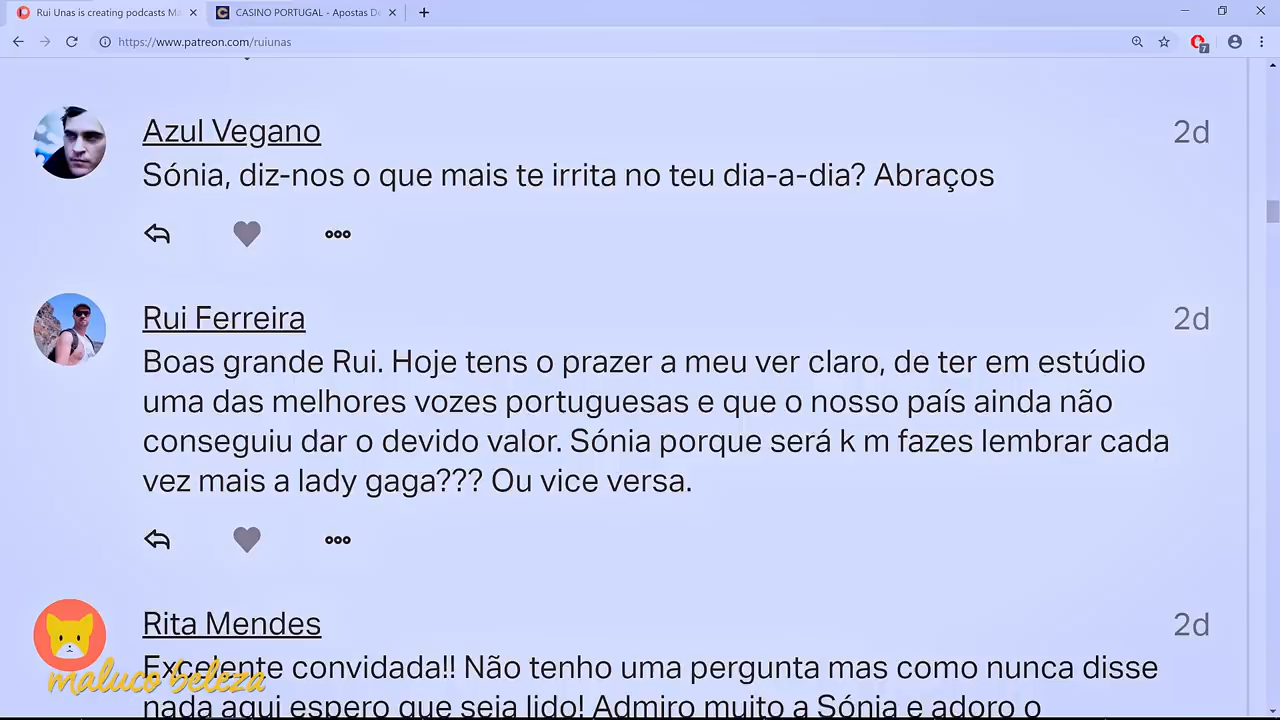 Rui Unas is creating podcasts Ma
CASINO PORTUGAL - Apostas De
https://www.patreon.com/ruiunas
7
Azul Vegano
2d
Sónia, diz-nos o que mais te irrita no teu dia-a-dia? Abraços
Rui Ferreira
2d
Boas grande Rui. Hoje tens o prazer a meu ver claro, de ter em estúdio
uma das melhores vozes portuguesas e que o nosso país ainda não
conseguiu dar o devido valor. Sónia porque será k m fazes lembrar cada
vez mais a lady gaga??? Ou vice versa.
Rita Mendes
2d
Excelente convidada!! Não tenho uma pergunta mas como nunca disse
maluco beleza
nada aqui espero que seja lido! Admiro muito a Sónia e adoro o